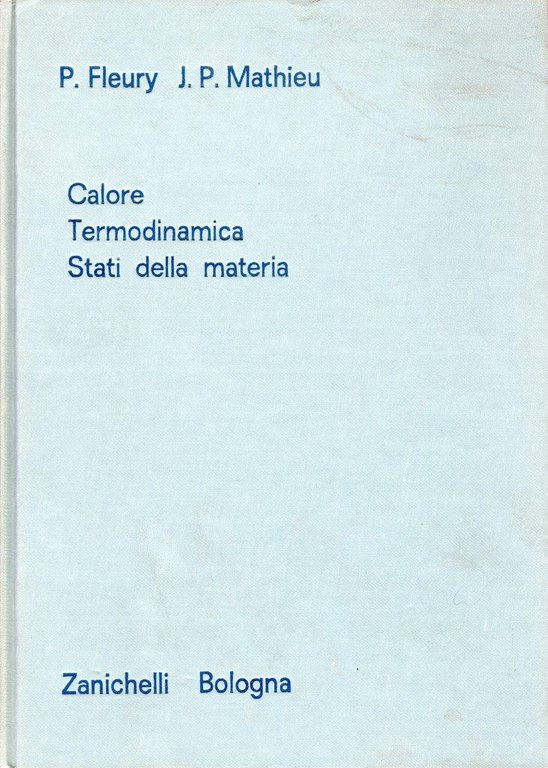 P. Fleury J. P. Mathieu
Calore
Termodinamica
Stati della materia
Zanichelli Bologna